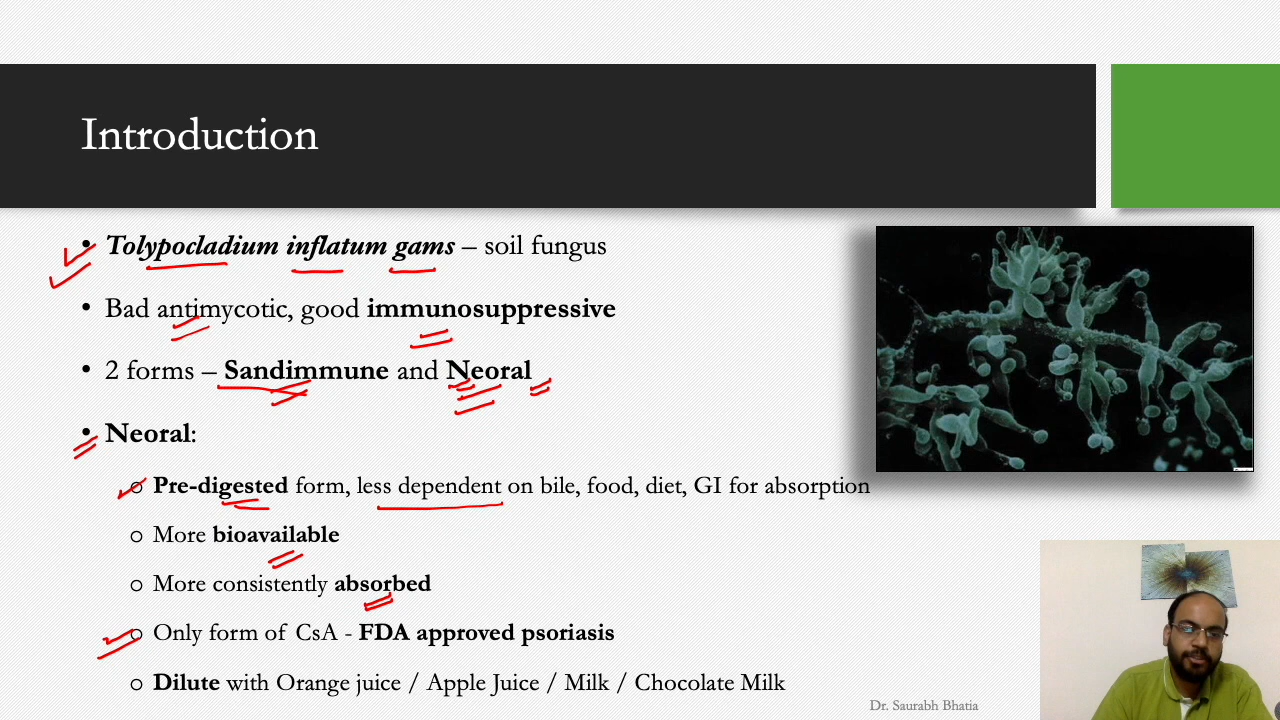 Introduction
• Tolypocladium inflatum gams – soil fungus
• Bad antimycotic, good immunosuppressive
• 2 forms – Sandimmune and Neoral
• Neoral:
o Pre-digested form, less dependent on bile, food, diet, GI for absorption
o More bioavailable
o More consistently absorbed
o Only form of CsA - FDA approved psoriasis
o Dilute with Orange juice / Apple Juice / Milk / Chocolate Milk
Dr. Saurabh Bhatia